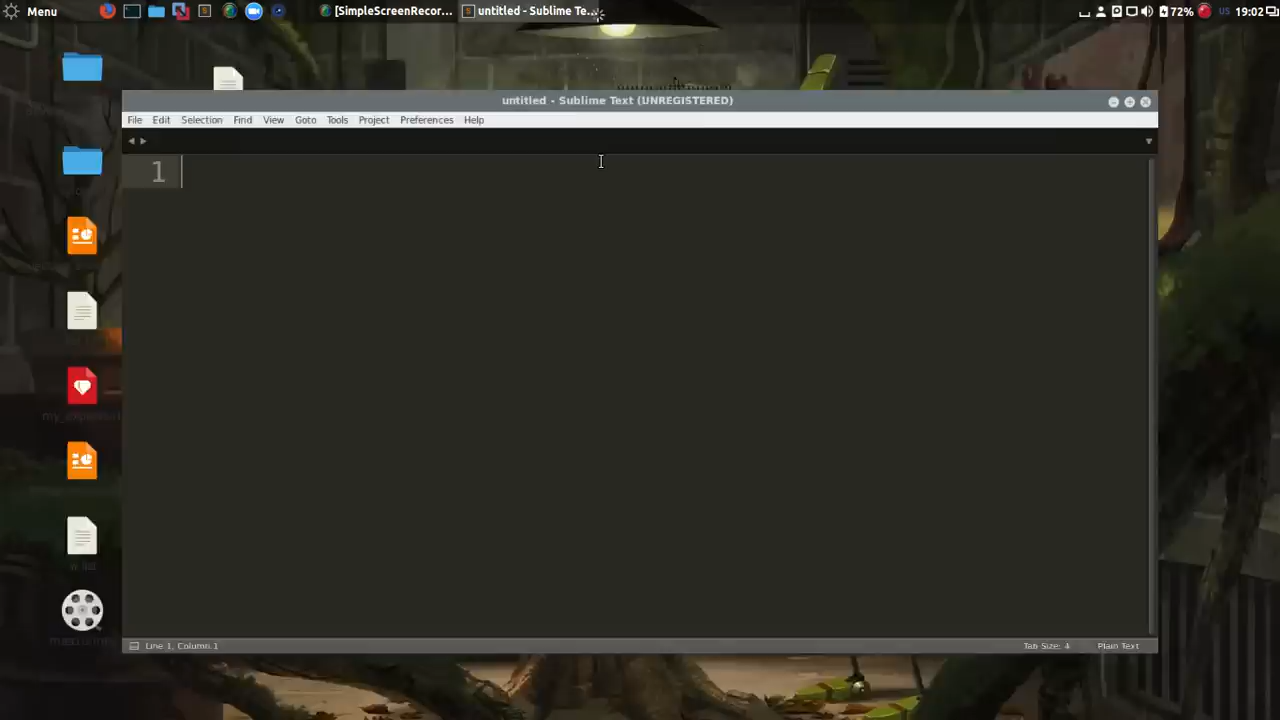 Menu
[SimpleScreenRecor...
untitled - Sublime Te...
72%
US
19:02
untitled - Sublime Text (UNREGISTERED)
File Edit Selection Find View Goto Tools Project Preferences Help
1
Line 1, Column 1
Tab Size: 4
Plain Text